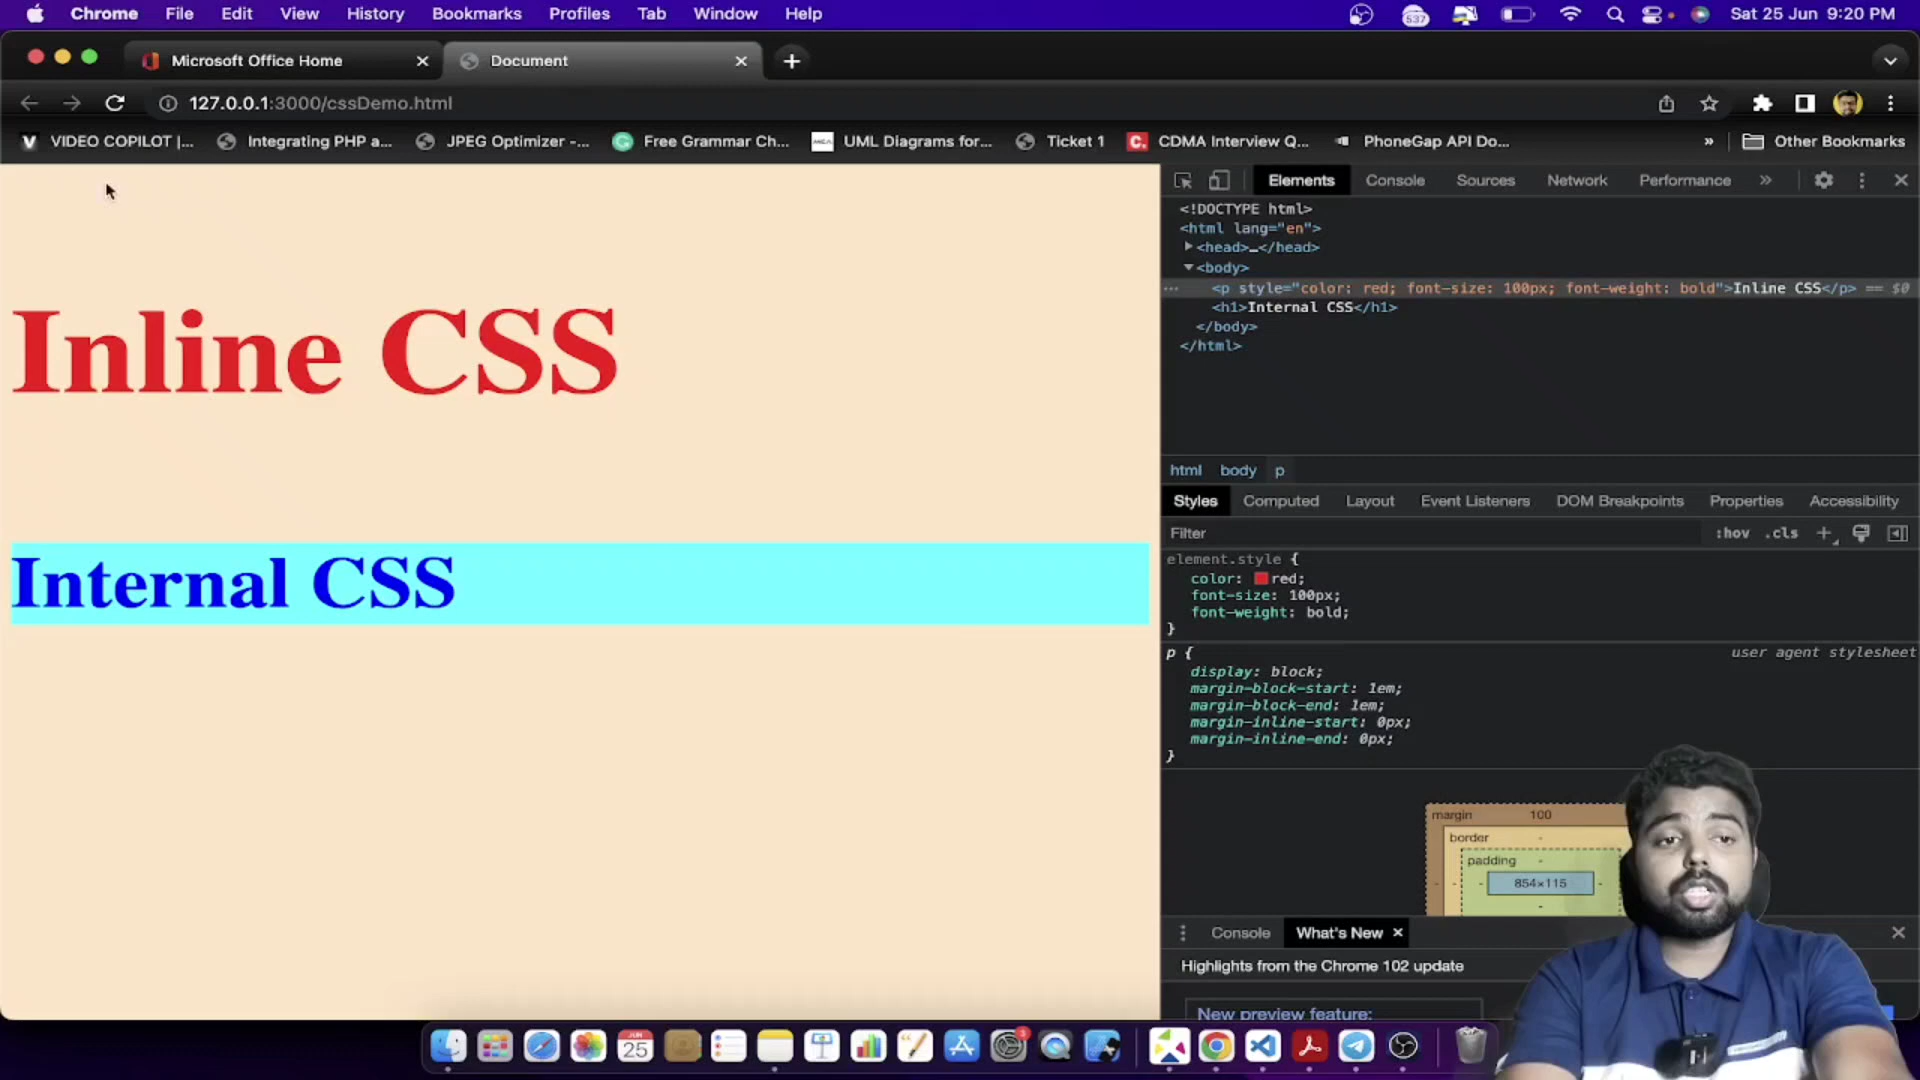 Chrome File Edit View History Bookmarks Profiles Tab Window Help 537 Sat 25 Jun 9:20 PM
Microsoft Office Home Document
127.0.0.1:3000/cssDemo.html
VIDEO COPILOT |... Integrating PHP a... JPEG Optimizer -... Free Grammar Ch... UML Diagrams for... Ticket 1 CDMA Interview Q... PhoneGap API Do... » Other Bookmarks
Inline CSS
Internal CSS
Elements Console Sources Network Performance »
<!DOCTYPE html>
<html lang="en">
<head>…</head>
<body>
<p style="color: red; font-size: 100px; font-weight: bold">Inline CSS</p> == $0
<h1>Internal CSS</h1>
</body>
</html>
html body p
Styles Computed Layout Event Listeners DOM Breakpoints Properties Accessibility
Filter :hov .cls +
element.style {
color: red;
font-size: 100px;
font-weight: bold;
}
p { user agent stylesheet
display: block;
margin-block-start: 1em;
margin-block-end: 1em;
margin-inline-start: 0px;
margin-inline-end: 0px;
}
margin 100
border -
padding -
- - - 854×115 -
-
Console What's New
Highlights from the Chrome 102 update
New preview feature:
JUN
25
3